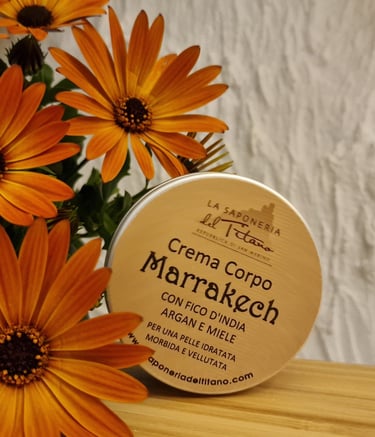 LA SAPONERIA
del Titano
REPUBBLICA DI SAN MARINO
Crema Corpo
Marrakech
CON FICO D'INDIA
ARGAN E MIELE
PER UNA PELLE IDRATATA
MORBIDA E VELLUTATA
www.saponeriadeltitano.com